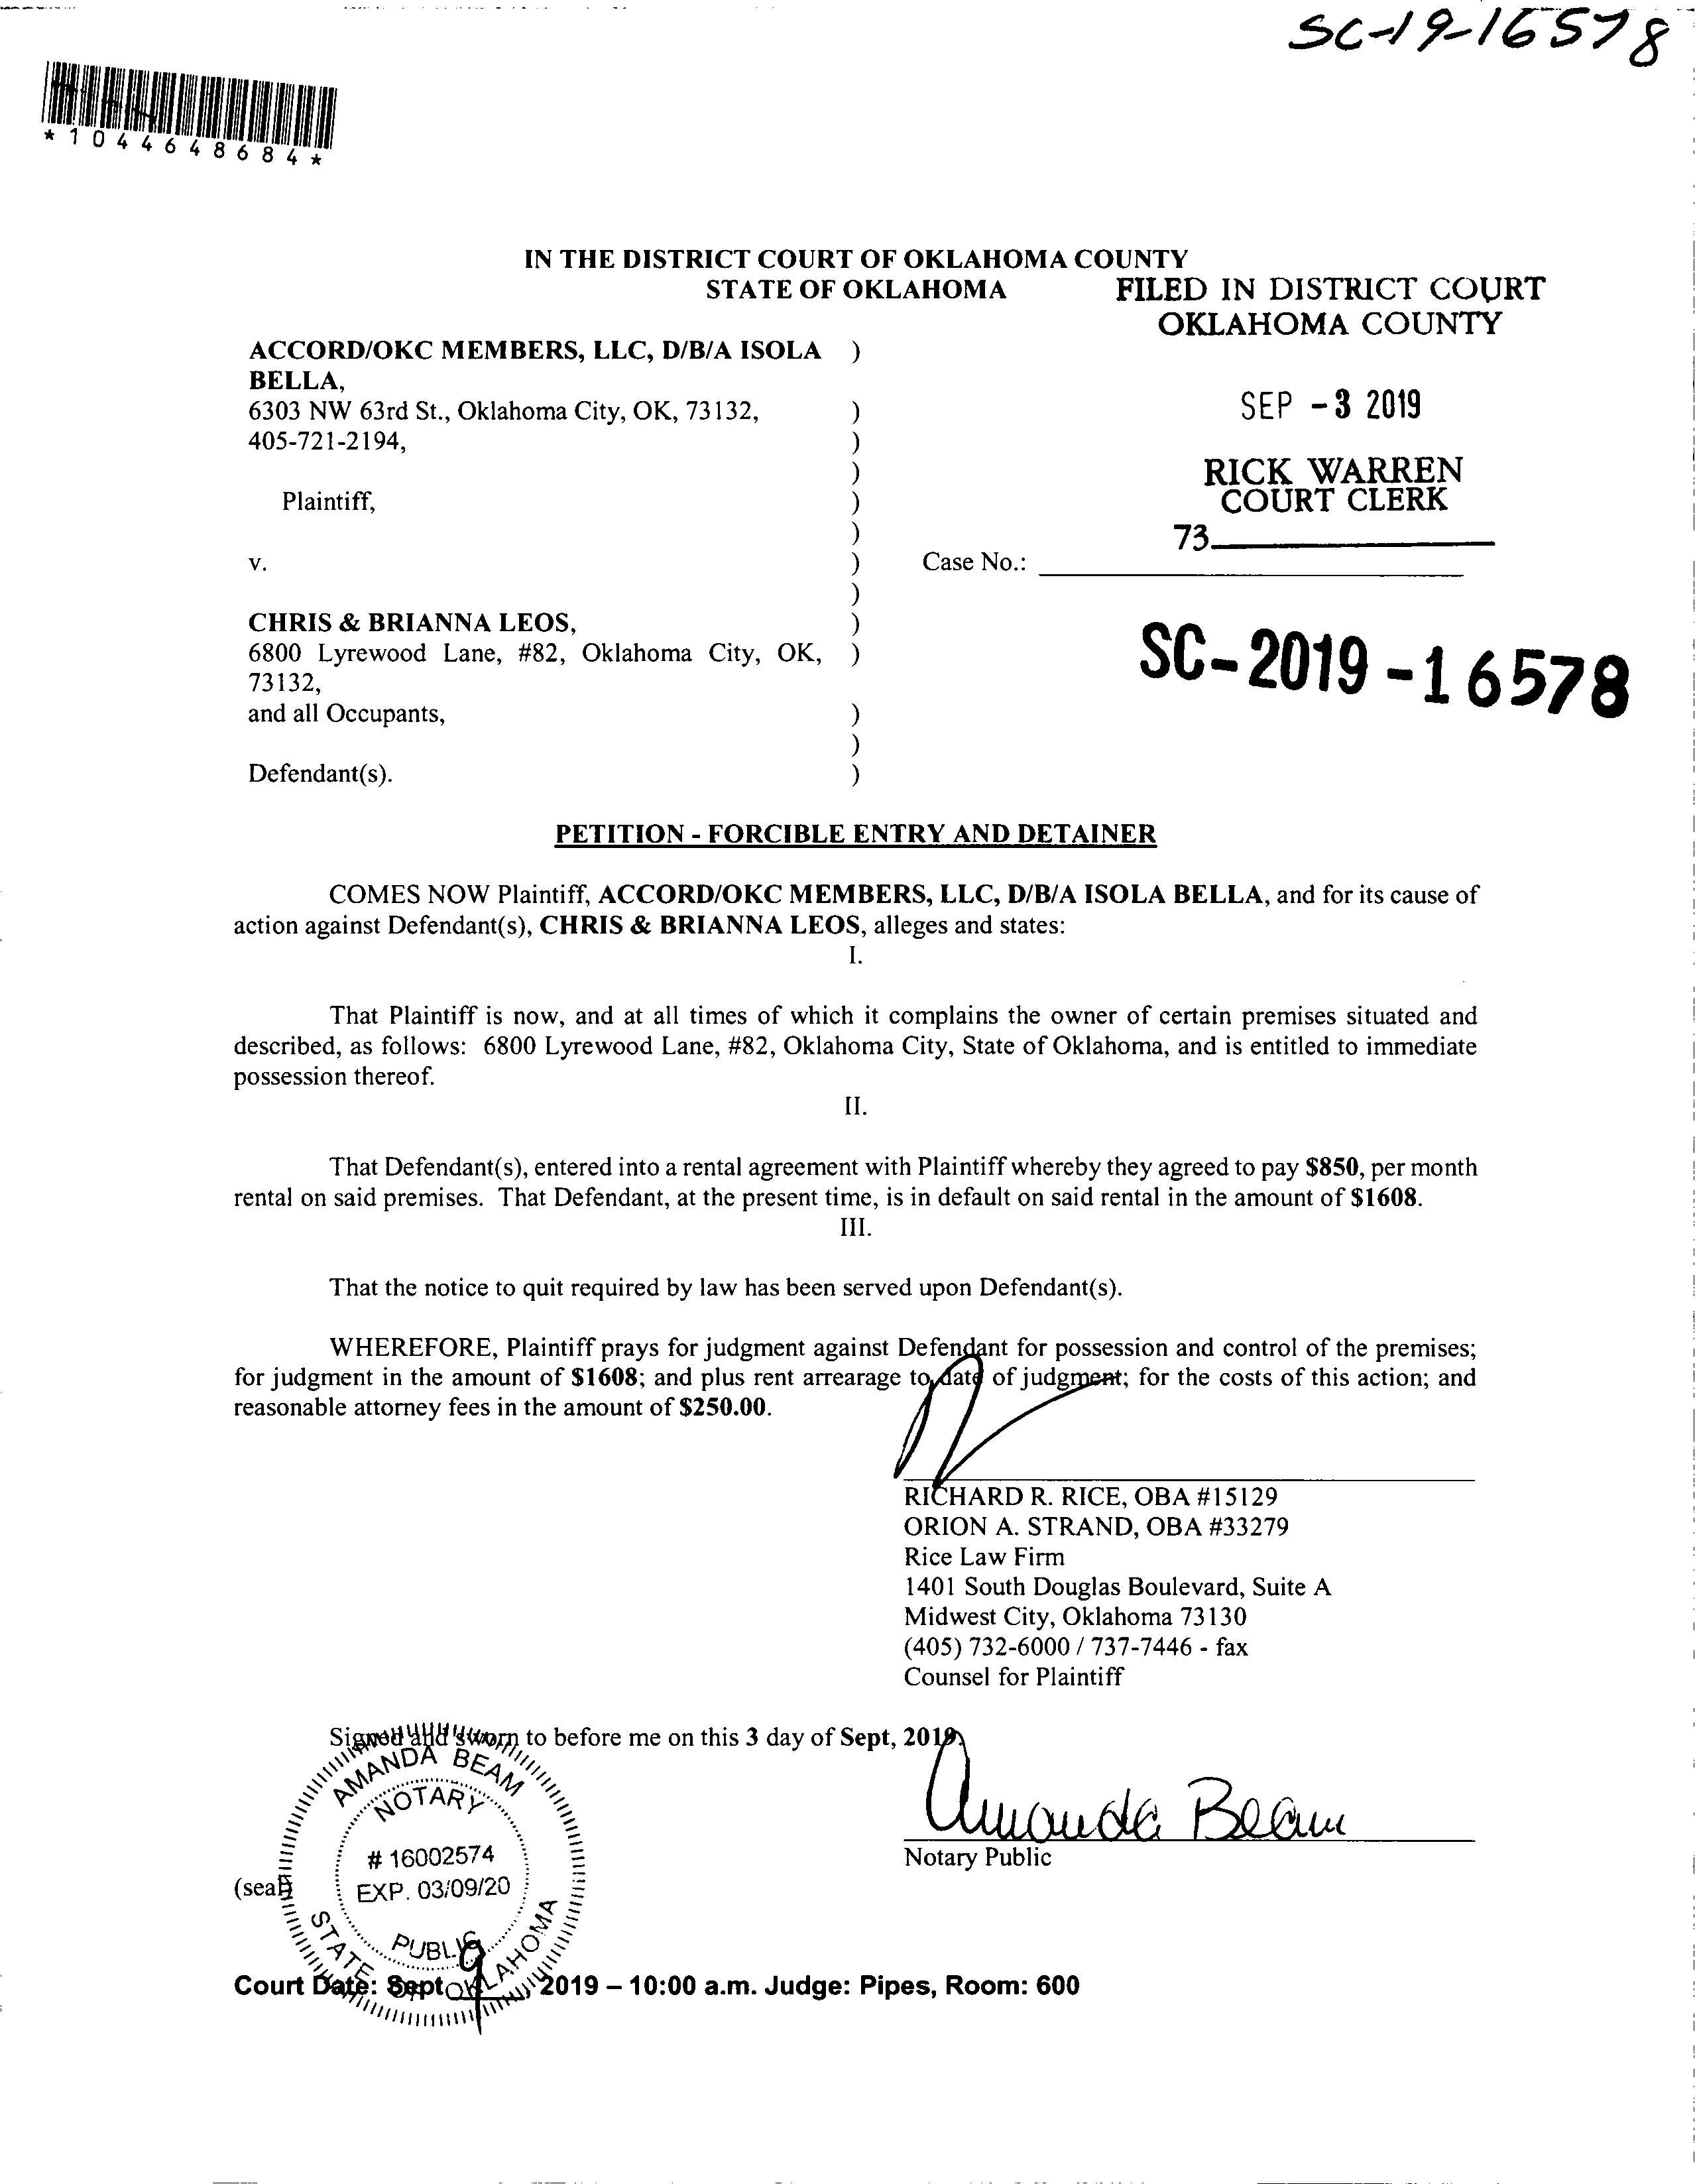 SC-19-16578
*1044648684*
IN THE DISTRICT COURT OF OKLAHOMA COUNTY
STATE OF OKLAHOMA
FILED IN DISTRICT COURT
OKLAHOMA COUNTY
SEP - 3 2019
RICK WARREN
COURT CLERK
73
ACCORD/OKC MEMBERS, LLC, D/B/A ISOLA )
BELLA,
6303 NW 63rd St., Oklahoma City, OK, 73132, )
405-721-2194, )
)
Plaintiff, )
)
v. ) Case No.:
)
CHRIS & BRIANNA LEOS, )
6800 Lyrewood Lane, #82, Oklahoma City, OK, )
73132,
and all Occupants, )
)
Defendant(s). )
SC-2019-16578
PETITION - FORCIBLE ENTRY AND DETAINER
COMES NOW Plaintiff, ACCORD/OKC MEMBERS, LLC, D/B/A ISOLA BELLA, and for its cause of
action against Defendant(s), CHRIS & BRIANNA LEOS, alleges and states:
I.
That Plaintiff is now, and at all times of which it complains the owner of certain premises situated and
described, as follows: 6800 Lyrewood Lane, #82, Oklahoma City, State of Oklahoma, and is entitled to immediate
possession thereof.
II.
That Defendant(s), entered into a rental agreement with Plaintiff whereby they agreed to pay $850, per month
rental on said premises. That Defendant, at the present time, is in default on said rental in the amount of $1608.
III.
That the notice to quit required by law has been served upon Defendant(s).
WHEREFORE, Plaintiff prays for judgment against Defendant for possession and control of the premises;
for judgment in the amount of $1608; and plus rent arrearage to date of judgment; for the costs of this action; and
reasonable attorney fees in the amount of $250.00.
RICHARD R. RICE, OBA #15129
ORION A. STRAND, OBA #33279
Rice Law Firm
1401 South Douglas Boulevard, Suite A
Midwest City, Oklahoma 73130
(405) 732-6000 / 737-7446 - fax
Counsel for Plaintiff
Signed and sworn to before me on this 3 day of Sept, 2019.
Amanda Beam
Notary Public
(seal)
AMANDA BEAM
NOTARY
# 16002574
EXP. 03/09/20
PUBLIC
STATE OF OKLAHOMA
Court Date: Sept 9 2019 – 10:00 a.m. Judge: Pipes, Room: 600